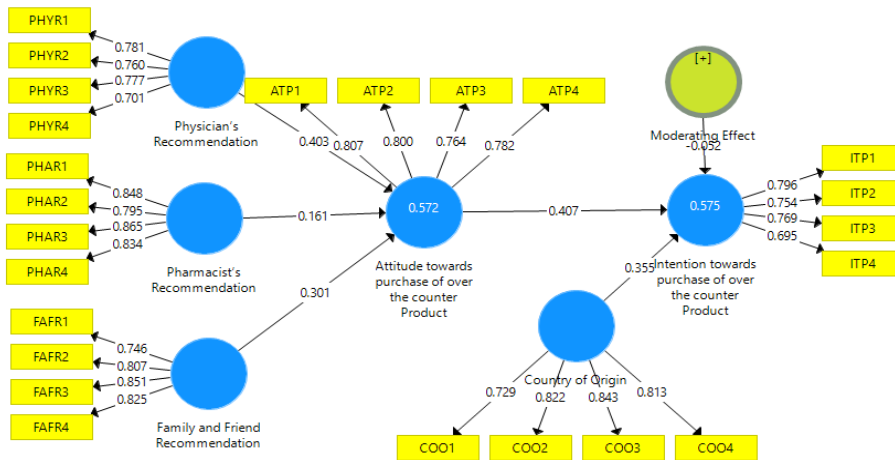 PHYR1
PHYR2
PHYR3
PHYR4
0.781
0.760
0.777
0.701
Physician's
Recommendation
ATP1
ATP2
ATP3
ATP4
0.403
0.807
0.800
0.764
0.782
[+]
Moderating Effect
-0.052
PHAR1
PHAR2
PHAR3
PHAR4
0.848
0.795
0.865
0.834
Pharmacist's
Recommendation
0.161
0.572
Attitude towards
purchase of over
the counter
Product
0.407
0.575
Intention towards
purchase of over
the counter
Product
ITP1
ITP2
ITP3
ITP4
0.796
0.754
0.769
0.695
0.301
0.355
FAFR1
FAFR2
FAFR3
FAFR4
0.746
0.807
0.851
0.825
Family and Friend
Recommendation
Country of Origin
0.729
0.822
0.843
0.813
COO1
COO2
COO3
COO4